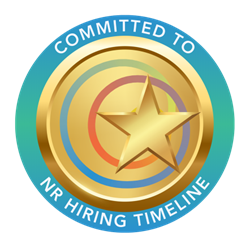 COMMITTED TO
NR HIRING TIMELINE